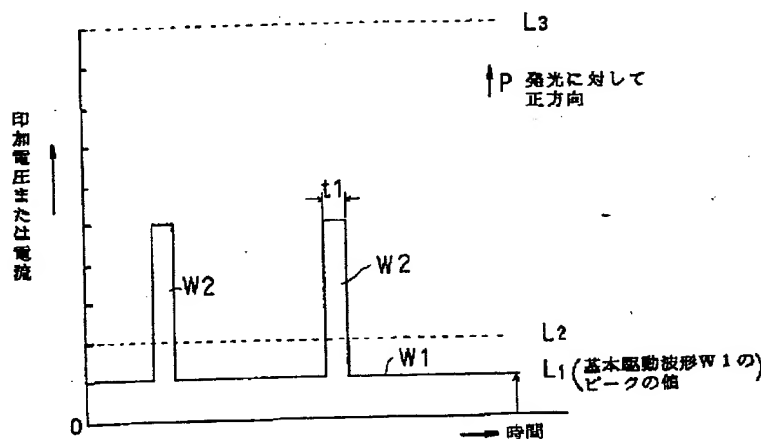 L3
P 発光に対して
正方向
印加電圧または電流
t1
W2
W2
L2
W1
L1(基本駆動波形W1の
ピークの値)
0
時間